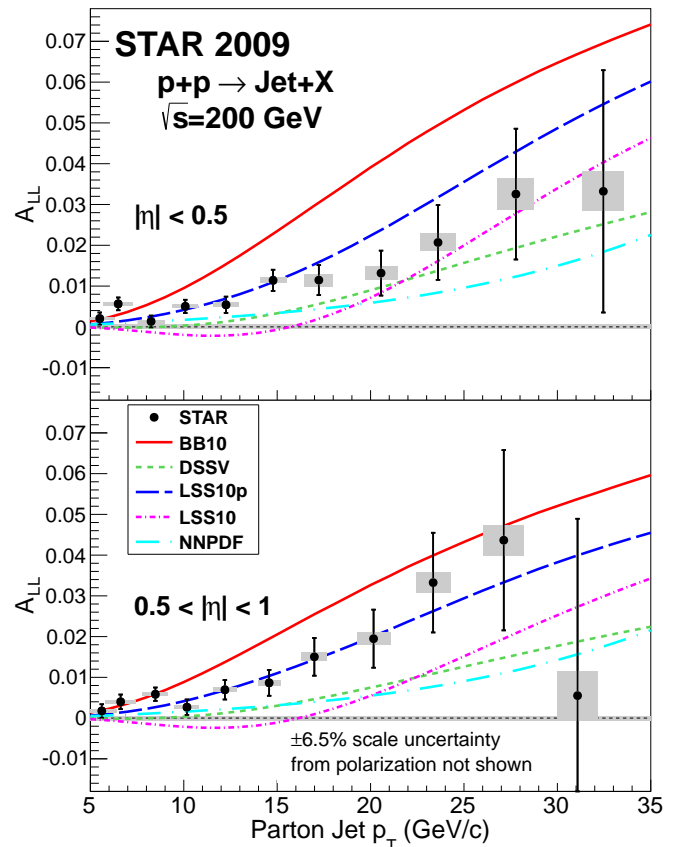 STAR 2009
p+p → Jet+X
√s=200 GeV
|η| < 0.5
A_LL
0.07
0.06
0.05
0.04
0.03
0.02
0.01
0
-0.01
STAR
BB10
DSSV
LSS10p
LSS10
NNPDF
0.5 < |η| < 1
A_LL
0.07
0.06
0.05
0.04
0.03
0.02
0.01
0
-0.01
±6.5% scale uncertainty
from polarization not shown
5 10 15 20 25 30 35
Parton Jet p_T (GeV/c)